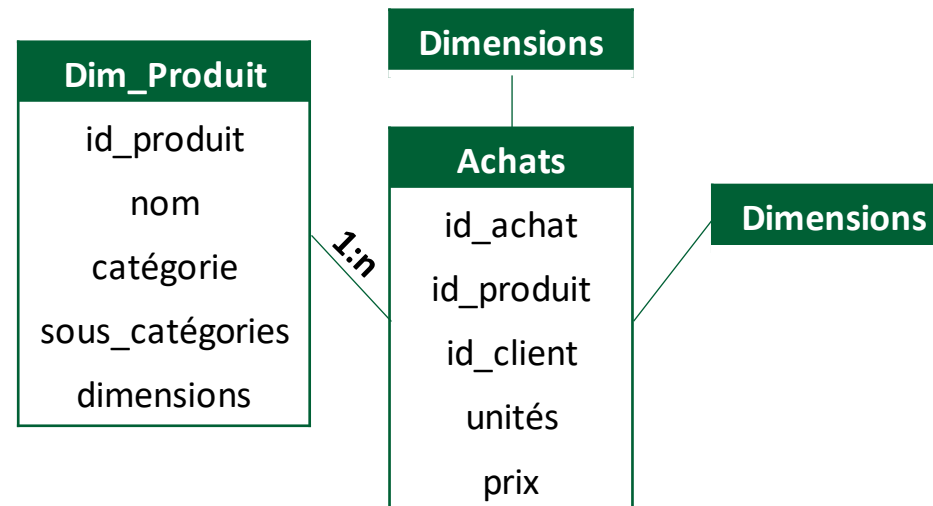 Dim_Produit
id_produit
nom
catégorie
sous_catégories
dimensions
1:n
Dimensions
Achats
id_achat
id_produit
id_client
unités
prix
Dimensions